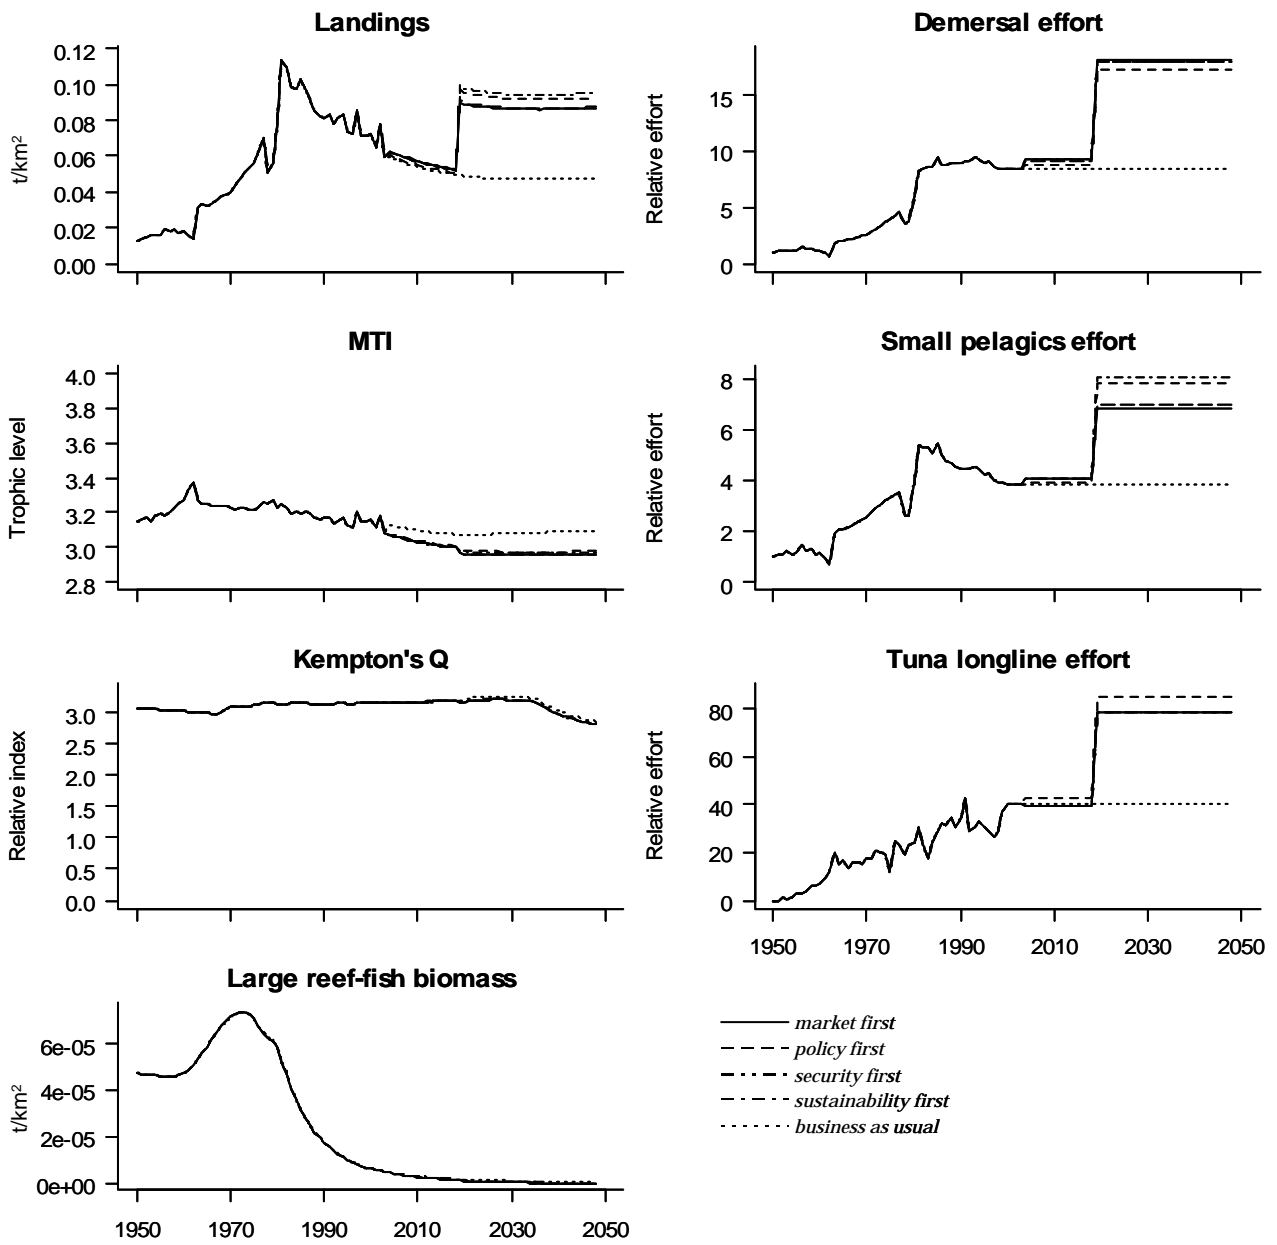 Landings
0.12
0.10
0.08
0.06
0.04
0.02
0.00
t/km²
Demersal effort
15
10
5
0
Relative effort
MTI
4.0
3.8
3.6
3.4
3.2
3.0
2.8
Trophic level
Small pelagics effort
8
6
4
2
0
Relative effort
Kempton's Q
3.0
2.5
2.0
1.5
1.0
0.5
0.0
Relative index
Tuna longline effort
80
60
40
20
0
Relative effort
1950 1970 1990 2010 2030 2050
Large reef-fish biomass
6e-05
4e-05
2e-05
0e+00
t/km²
1950 1970 1990 2010 2030 2050
market first
policy first
security first
sustainability first
business as usual